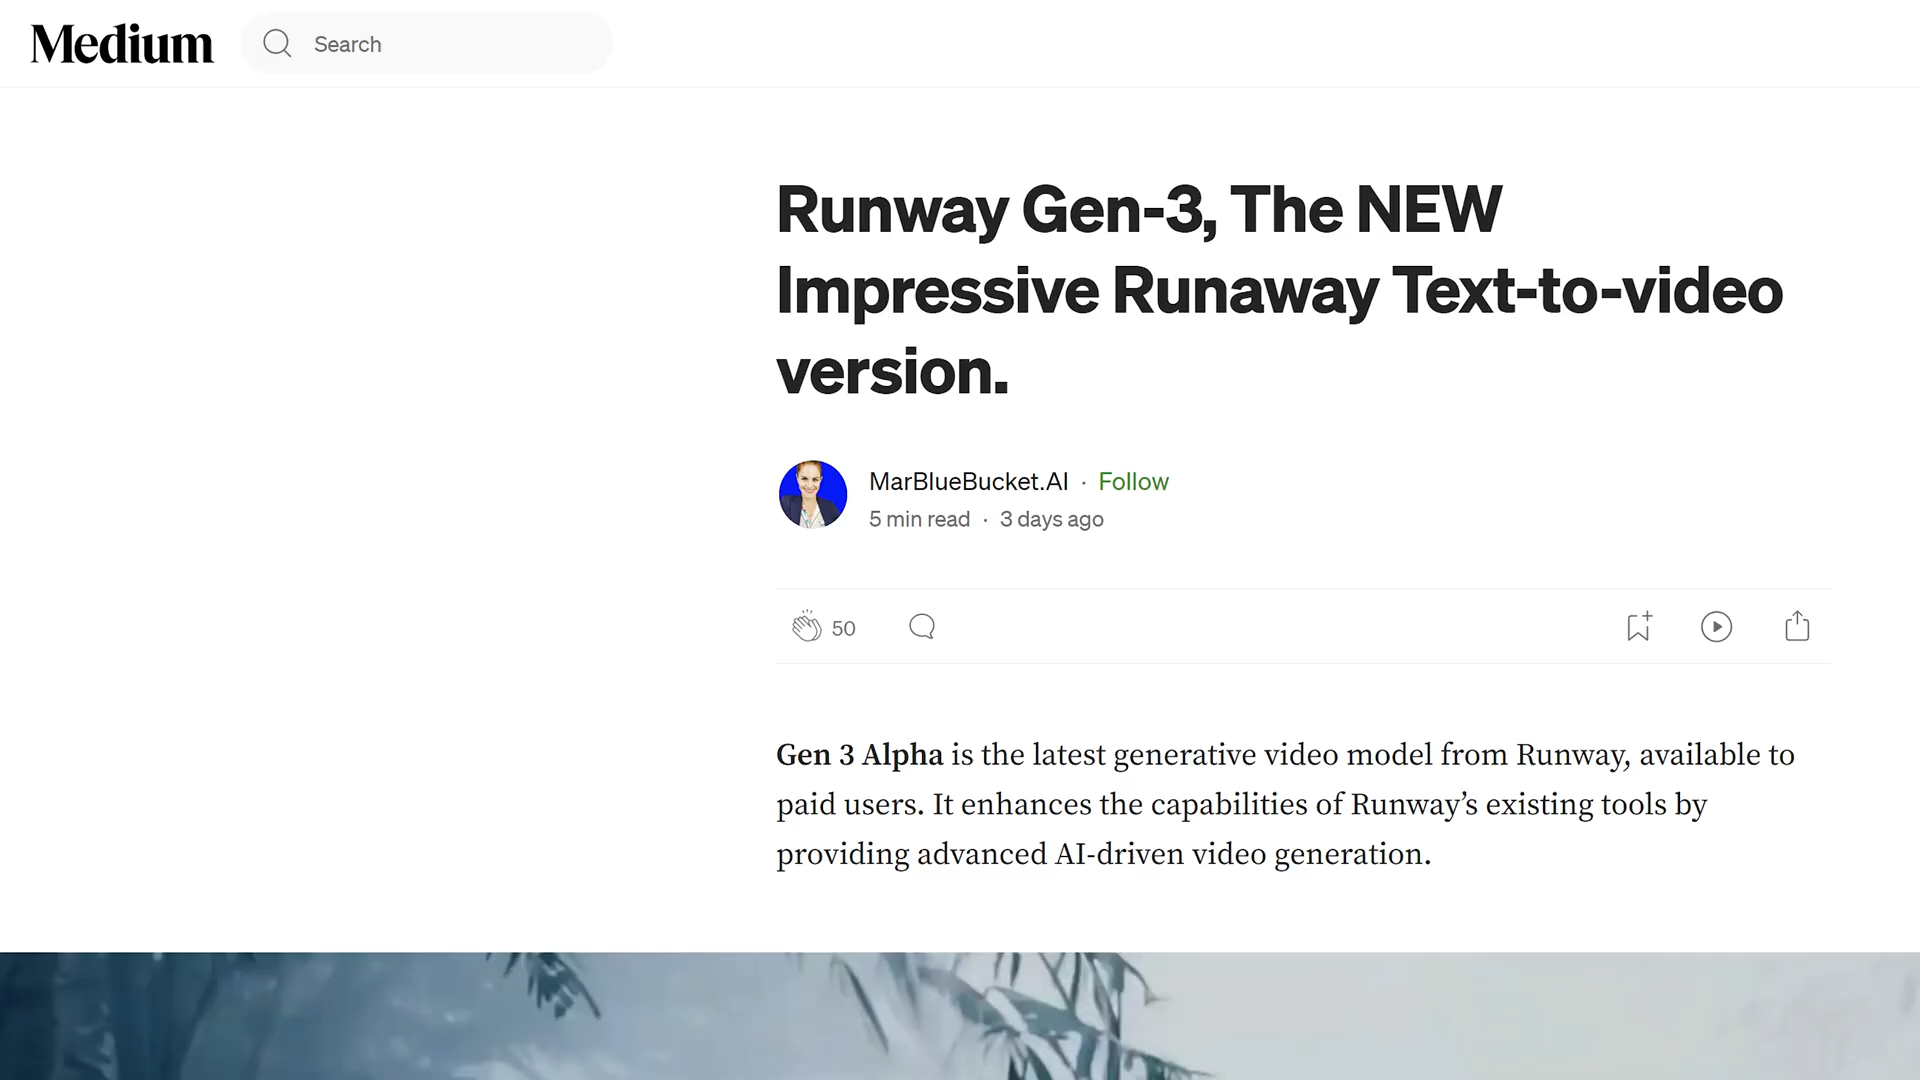 Medium
Search
Runway Gen-3, The NEW
Impressive Runaway Text-to-video
version.
MarBlueBucket.AI · Follow
5 min read · 3 days ago
50
Gen 3 Alpha is the latest generative video model from Runway, available to
paid users. It enhances the capabilities of Runway’s existing tools by
providing advanced AI-driven video generation.